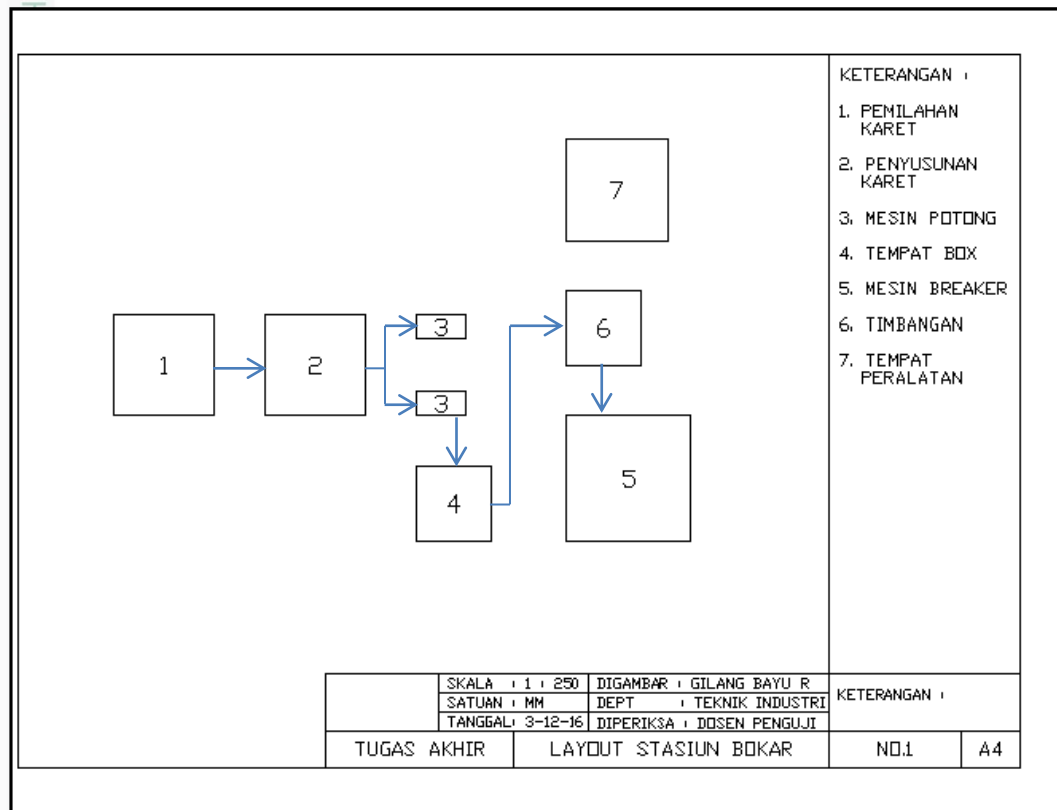 KETERANGAN :
1. PEMILAHAN
KARET
2. PENYUSUNAN
KARET
3. MESIN POTONG
4. TEMPAT BOX
5. MESIN BREAKER
6. TIMBANGAN
7. TEMPAT
PERALATAN
7
6
3
1
2
3
5
4
SKALA : 1 : 250
DIGAMBAR : GILANG BAYU R
SATUAN : MM
DEPT : TEKNIK INDUSTRI
TANGGAL: 3-12-16
DIPERIKSA : DOSEN PENGUJI
KETERANGAN :
TUGAS AKHIR
LAYOUT STASIUN BOKAR
NO.1
A4